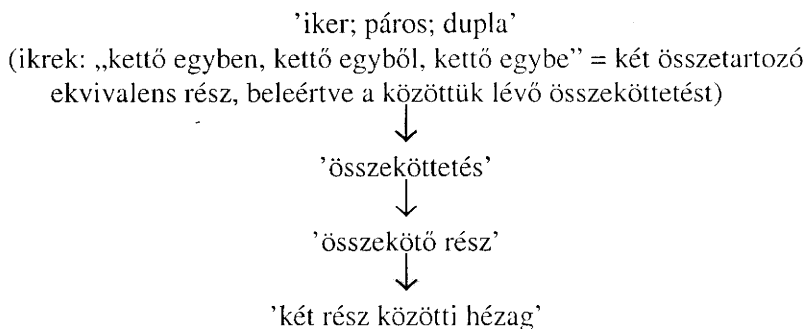 ’iker; páros; dupla’
(ikrek: „kettő egyben, kettő egyből, kettő egybe” = két összetartozó
ekvivalens rész, beleértve a közöttük lévő összeköttetést)
’összeköttetés’
’összekötő rész’
’két rész közötti hézag’